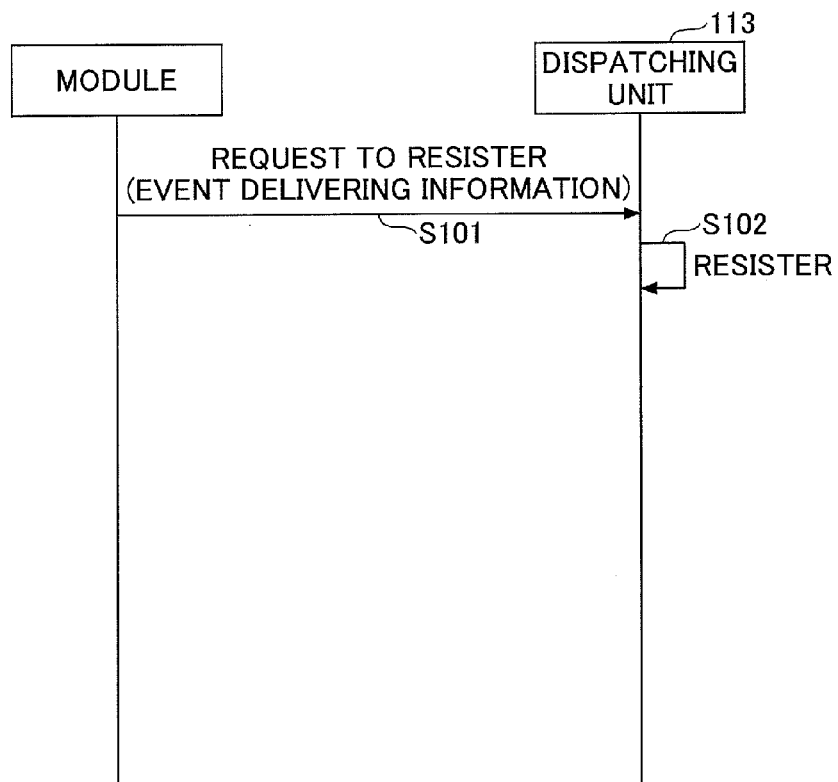 113
MODULE
DISPATCHING
UNIT
REQUEST TO RESISTER
(EVENT DELIVERING INFORMATION)
S101
S102
RESISTER